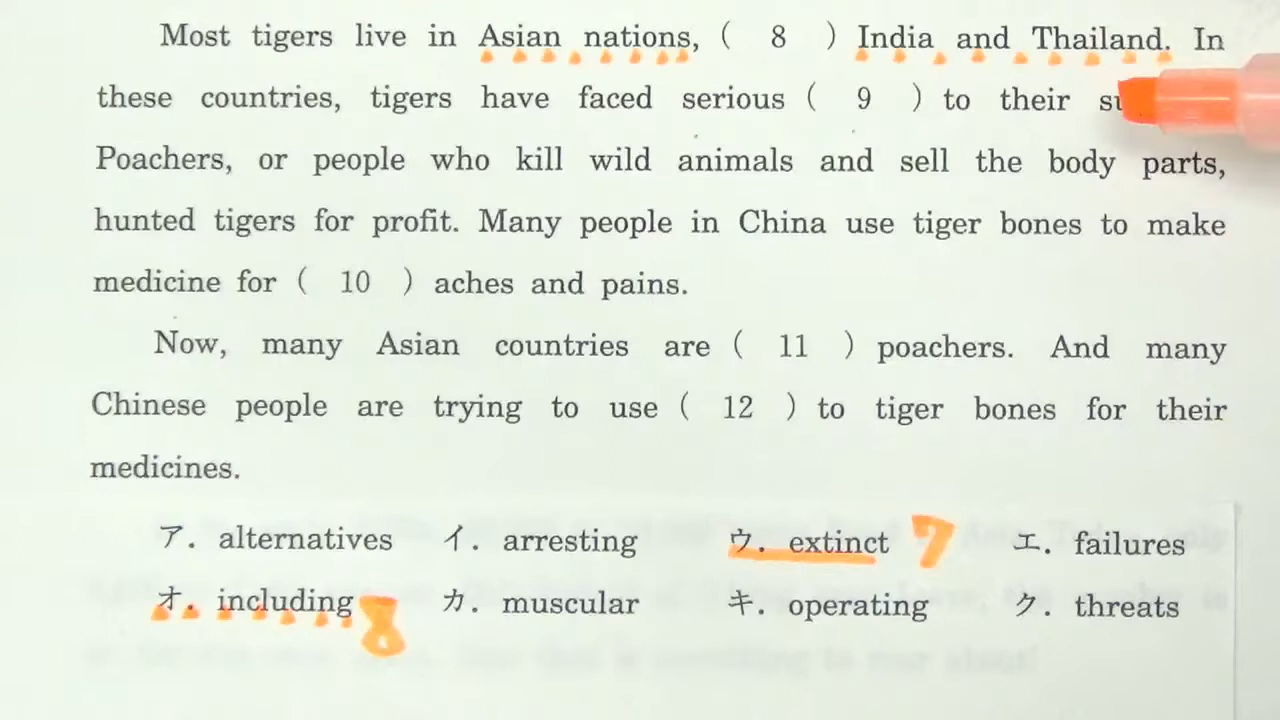 Most tigers live in Asian nations, ( 8 ) India and Thailand. In
these countries, tigers have faced serious ( 9 ) to their
Poachers, or people who kill wild animals and sell the body parts,
hunted tigers for profit. Many people in China use tiger bones to make
medicine for ( 10 ) aches and pains.
Now, many Asian countries are ( 11 ) poachers. And many
Chinese people are trying to use ( 12 ) to tiger bones for their
medicines.
ア. alternatives イ. arresting ウ. extinct 7 エ. failures
オ. including 8 カ. muscular キ. operating ク. threats